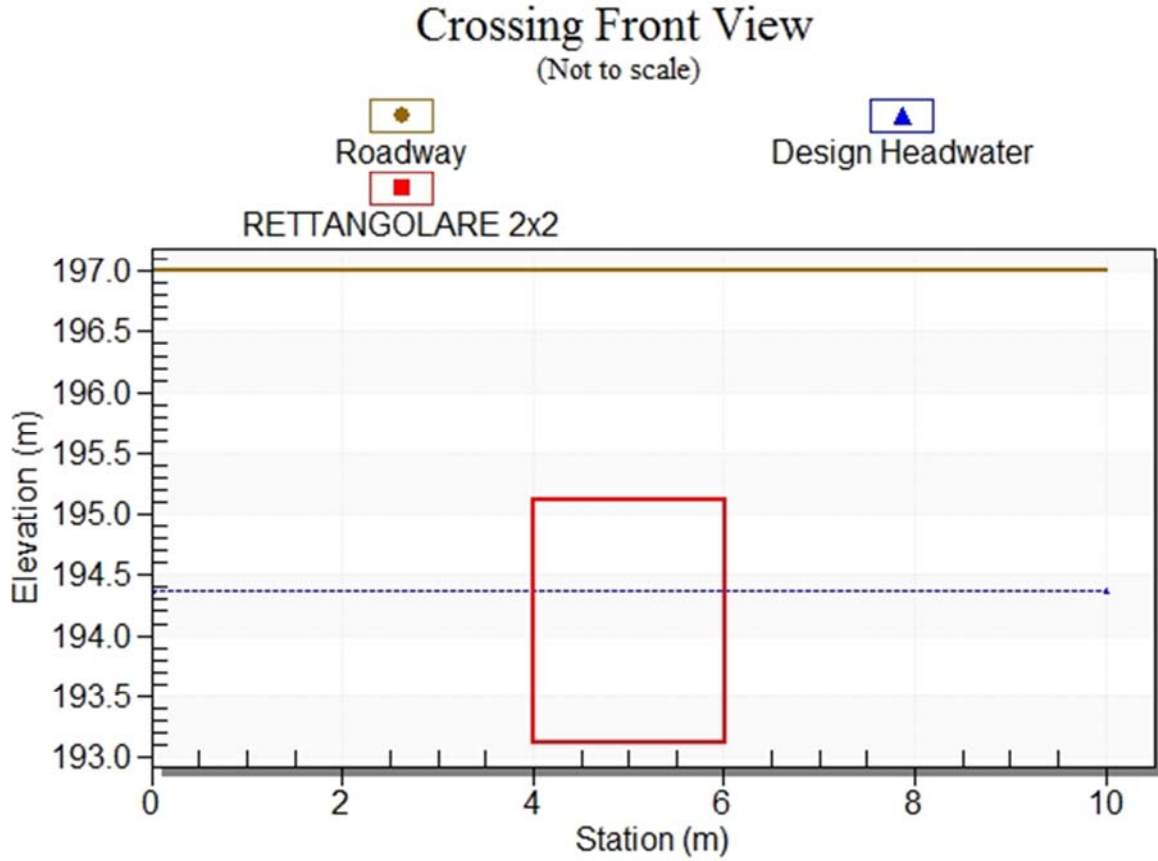 Crossing Front View
(Not to scale)
Roadway
Design Headwater
RETTANGOLARE 2x2
197.0
196.5
196.0
195.5
195.0
194.5
194.0
193.5
193.0
Elevation (m)
0 2 4 6 8 10
Station (m)